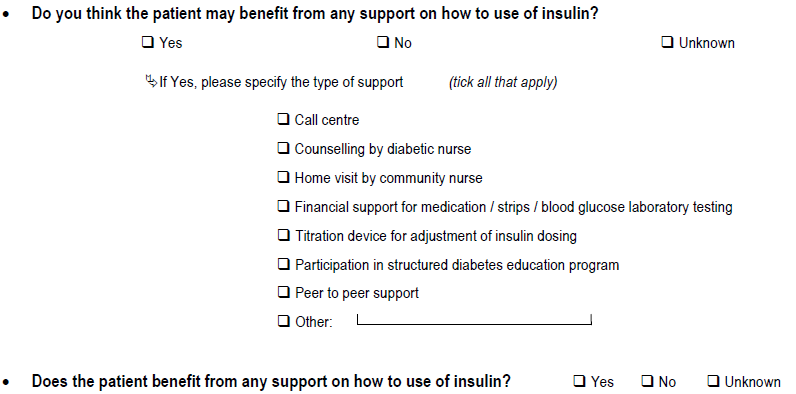 • Do you think the patient may benefit from any support on how to use of insulin?
❑ Yes ❑ No ❑ Unknown
If Yes, please specify the type of support (tick all that apply)
❑ Call centre
❑ Counselling by diabetic nurse
❑ Home visit by community nurse
❑ Financial support for medication / strips / blood glucose laboratory testing
❑ Titration device for adjustment of insulin dosing
❑ Participation in structured diabetes education program
❑ Peer to peer support
❑ Other:
• Does the patient benefit from any support on how to use of insulin? ❑ Yes ❑ No ❑ Unknown